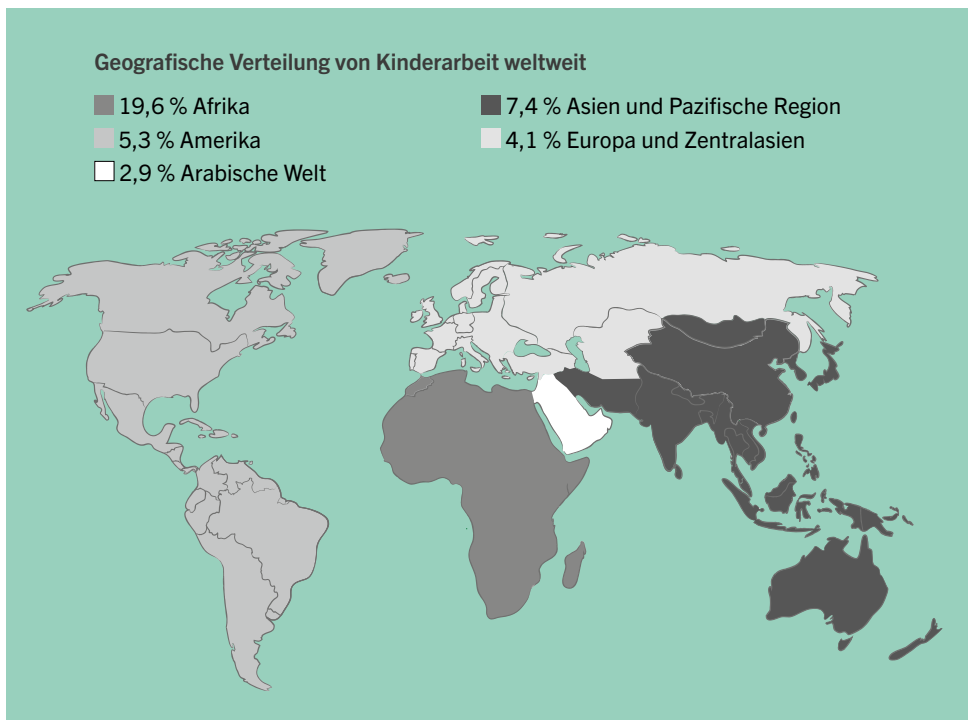 Geografische Verteilung von Kinderarbeit weltweit
19,6 % Afrika
5,3 % Amerika
2,9 % Arabische Welt
7,4 % Asien und Pazifische Region
4,1 % Europa und Zentralasien